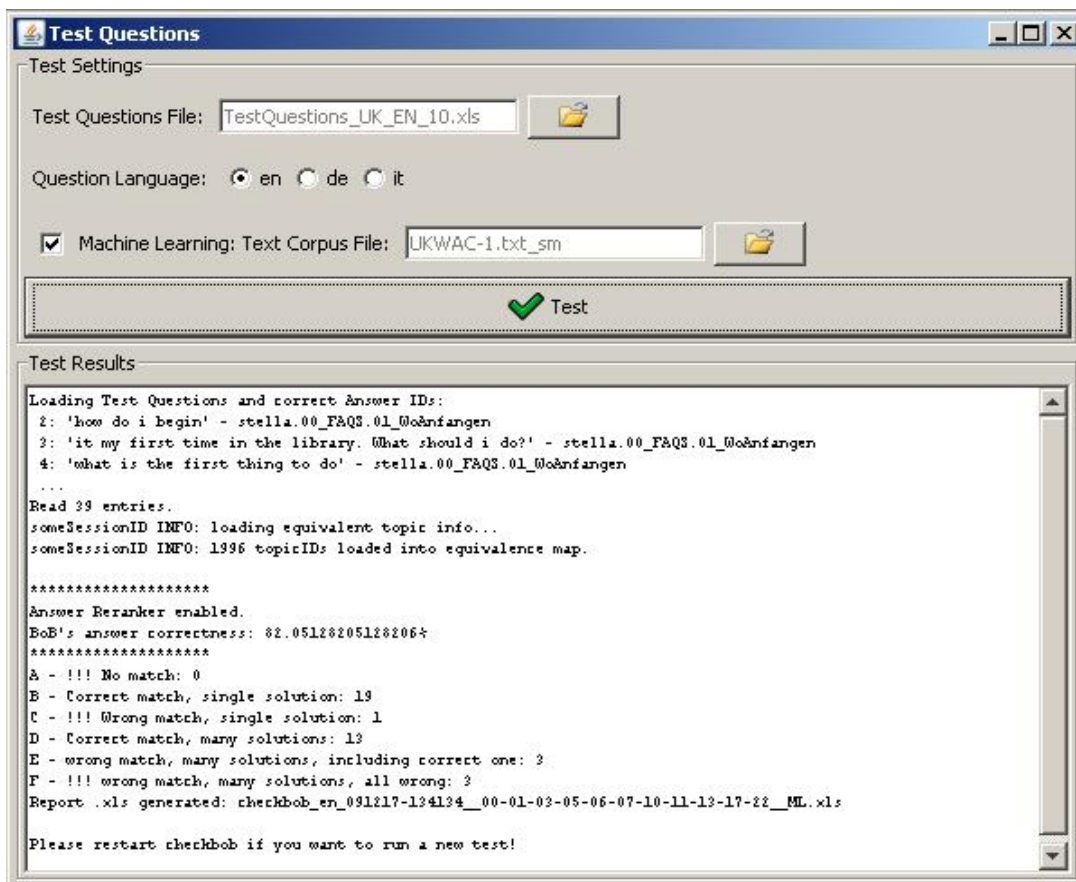 Test Questions
Test Settings
Test Questions File: TestQuestions_UK_EN_10.xls
Question Language: en de it
Machine Learning: Text Corpus File: UKWAC-1.txt_sm
Test
Test Results
Loading Test Questions and correct Answer IDs:
2: 'how do i begin' - stella.00_FAQS.01_WoAnfangen
3: 'it my first time in the library. What should i do?' - stella.00_FAQS.01_WoAnfangen
4: 'what is the first thing to do' - stella.00_FAQS.01_WoAnfangen
...
Read 39 entries.
someSessionID INFO: loading equivalent topic info...
someSessionID INFO: 1996 topicIDs loaded into equivalence map.
********************
Answer Reranker enabled.
BoB's answer correctness: 82.05128205128206%
********************
A - !!! No match: 0
B - Correct match, single solution: 19
C - !!! Wrong match, single solution: 1
D - Correct match, many solutions: 13
E - wrong match, many solutions, including correct one: 3
F - !!! wrong match, many solutions, all wrong: 3
Report .xls generated: checkbob_en_091217-134134__00-01-03-05-06-07-10-11-13-17-22__ML.xls
Please restart checkbob if you want to run a new test!